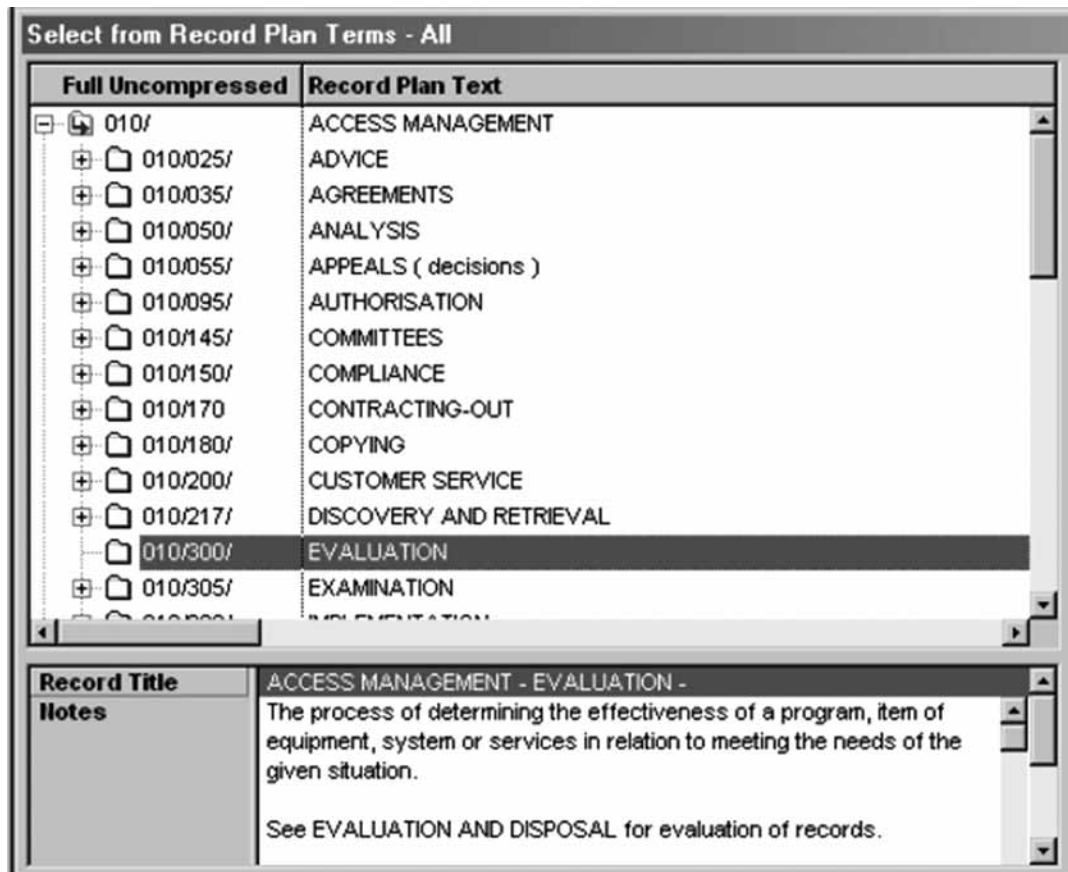 Select from Record Plan Terms - All
Full Uncompressed Record Plan Text
010/ ACCESS MANAGEMENT
010/025/ ADVICE
010/035/ AGREEMENTS
010/050/ ANALYSIS
010/055/ APPEALS ( decisions )
010/095/ AUTHORISATION
010/145/ COMMITTEES
010/150/ COMPLIANCE
010/170 CONTRACTING-OUT
010/180/ COPYING
010/200/ CUSTOMER SERVICE
010/217/ DISCOVERY AND RETRIEVAL
010/300/ EVALUATION
010/305/ EXAMINATION
IMPLEMENTATION
Record Title ACCESS MANAGEMENT - EVALUATION -
Notes The process of determining the effectiveness of a program, item of
equipment, system or services in relation to meeting the needs of the
given situation.
See EVALUATION AND DISPOSAL for evaluation of records.